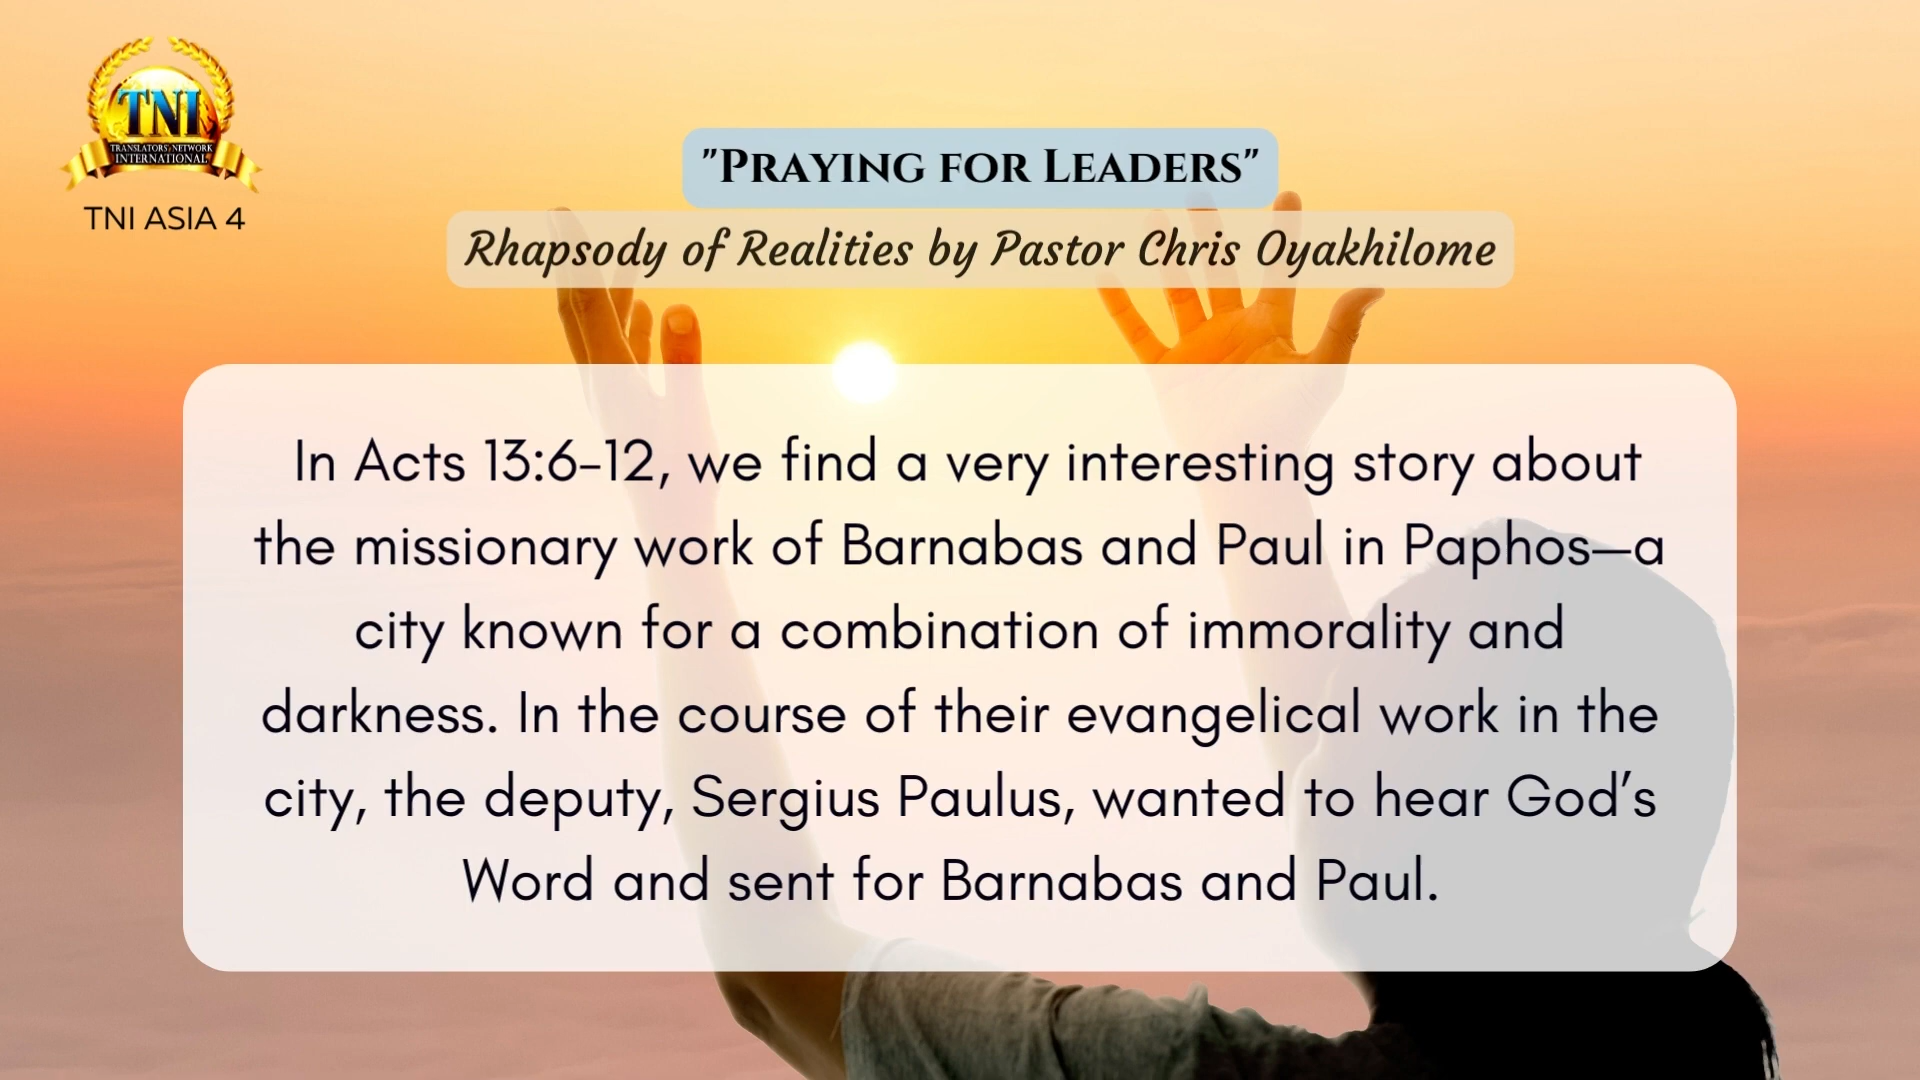 TNI
TRANSLATORS NETWORK
INTERNATIONAL
TNI ASIA 4
"PRAYING FOR LEADERS"
Rhapsody of Realities by Pastor Chris Oyakhilome
In Acts 13:6-12, we find a very interesting story about
the missionary work of Barnabas and Paul in Paphos—a
city known for a combination of immorality and
darkness. In the course of their evangelical work in the
city, the deputy, Sergius Paulus, wanted to hear God's
Word and sent for Barnabas and Paul.